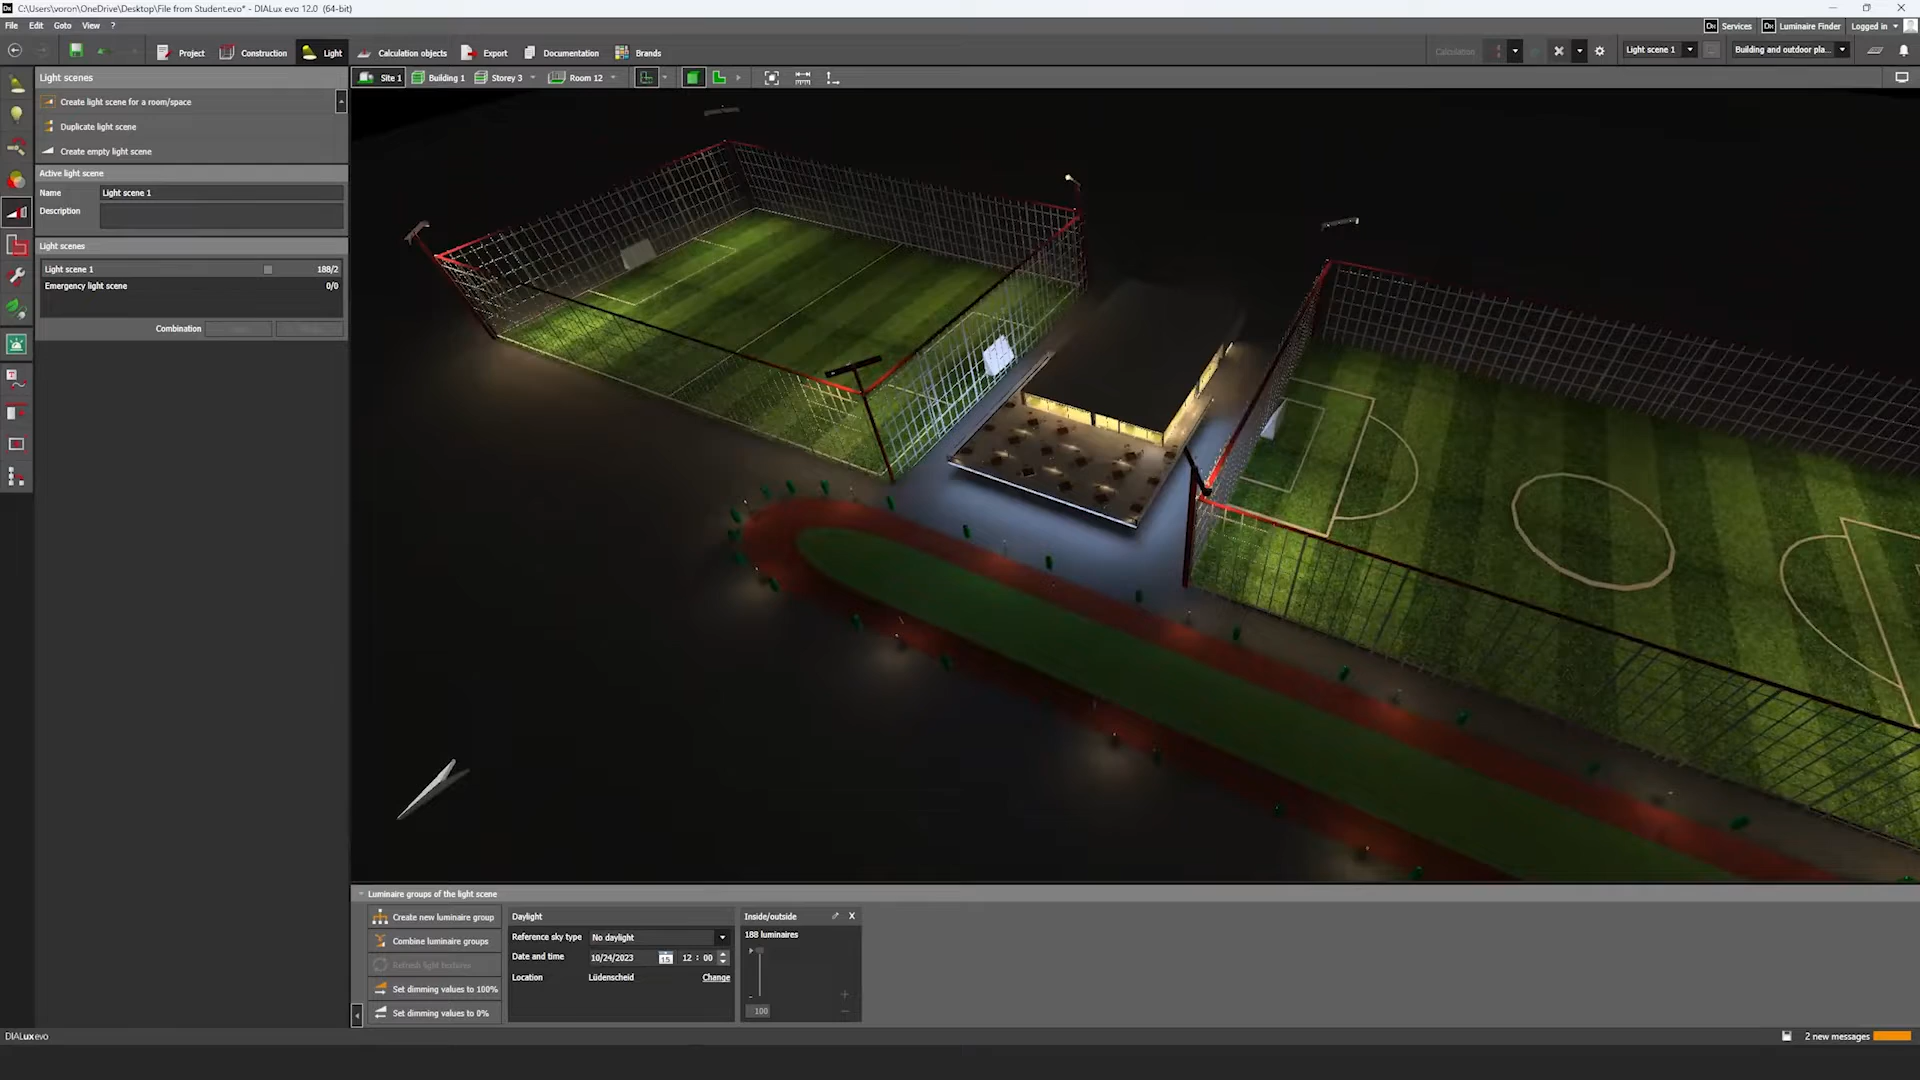 C:\Users\voron\OneDrive\Desktop\File from Student.evo* - DIALux evo 12.0  (64-bit)
File Edit Goto View ?
Services Luminaire Finder Logged in
Project Construction Light Calculation objects Export Documentation Brands
Calculation Light scene 1 Building and outdoor pla...
Light scenes
Site 1 Building 1 Storey 3 Room 12
Create light scene for a room/space
Duplicate light scene
Create empty light scene
Active light scene
Name Light scene 1
Description
Light scenes
Light scene 1 188/2
Emergency light scene 0/0
Combination
Luminaire groups of the light scene
Create new luminaire group Daylight Inside/outside X
Combine luminaire groups Reference sky type No daylight 188 luminaires
Refresh light textures Date and time 10/24/2023 15 12 : 00
Set dimming values to 100% Location Lüdenscheid Change
Set dimming values to 0% 100
DIALux evo 2 new messages